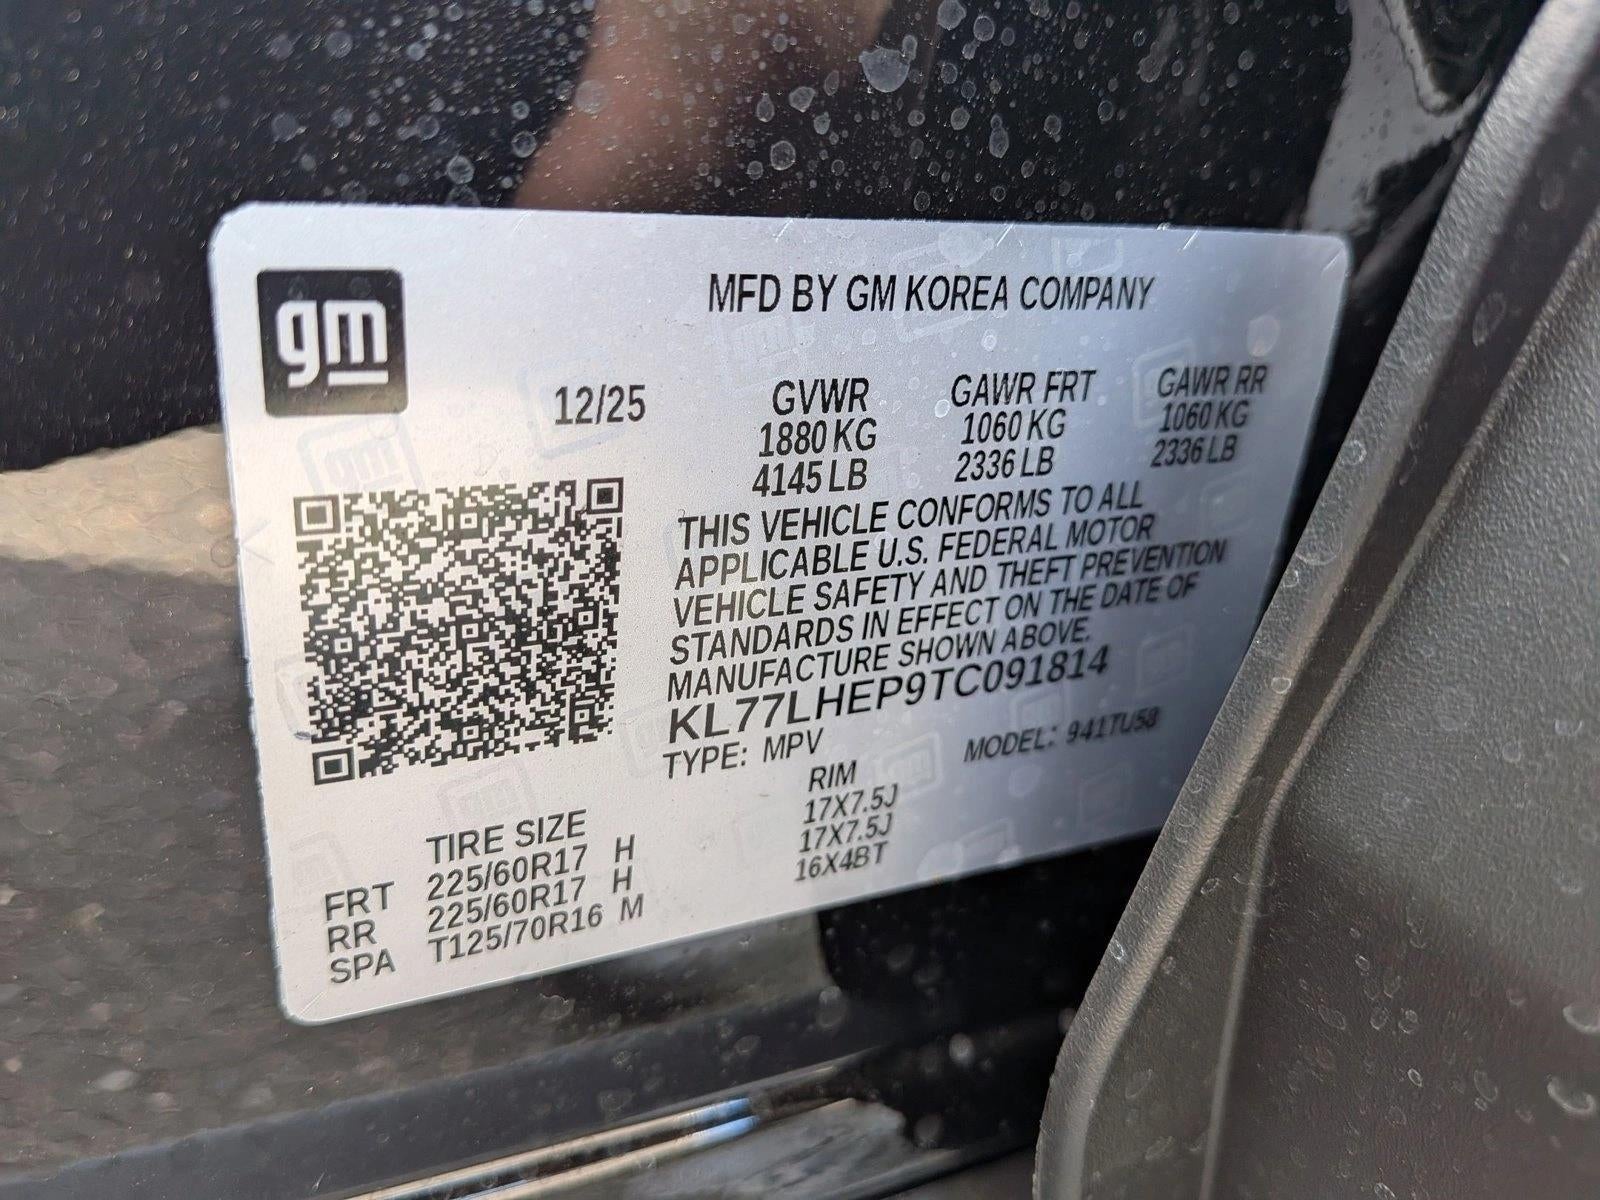 gm
MFD BY GM KOREA COMPANY
12/25
GVWR GAWR FRT GAWR RR
1880 KG 1060 KG 1060 KG
4145 LB 2336 LB 2336 LB
THIS VEHICLE CONFORMS TO ALL
APPLICABLE U.S. FEDERAL MOTOR
VEHICLE SAFETY AND THEFT PREVENTION
STANDARDS IN EFFECT ON THE DATE OF
MANUFACTURE SHOWN ABOVE.
KL77LHEP9TC091814
TYPE: MPV MODEL: 941TU58
TIRE SIZE RIM
FRT 225/60R17 H 17X7.5J
RR 225/60R17 H 17X7.5J
SPA T125/70R16 M 16X4BT